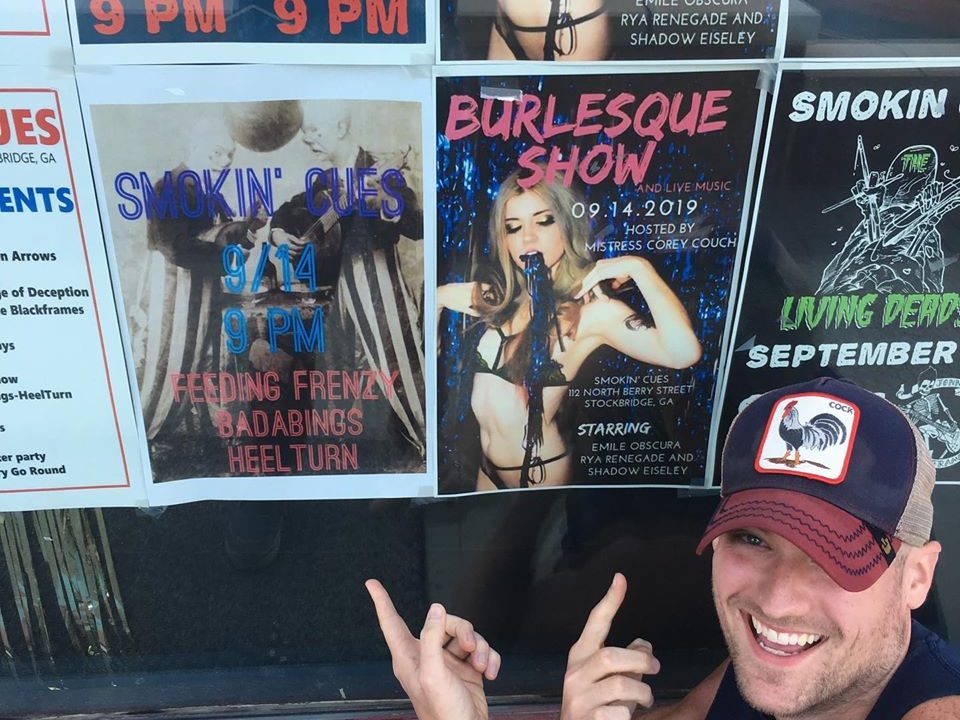 9 PM 9 PM
EMILE OBSCURA
RYA RENEGADE AND
SHADOW EISELEY
UES
BRIDGE, GA
ENTS
n Arrows
ge of Deception
e Blackframes
ys
ow
gs-HeelTurn
s
ter party
ry Go Round
SMOKIN' CUES
9/14
9 PM
FEEDING FRENZY
BADABINGS
HEELTURN
BURLESQUE
SHOW
AND LIVE MUSIC
09.14.2019
HOSTED BY
MISTRESS COREY COUCH
SMOKIN' CUES
112 NORTH BERRY STREET
STOCKBRIDGE, GA
STARRING
EMILE OBSCURA
RYA RENEGADE AND
SHADOW EISELEY
SMOKIN
THE
LIVING DEADS
SEPTEMBER
COCK